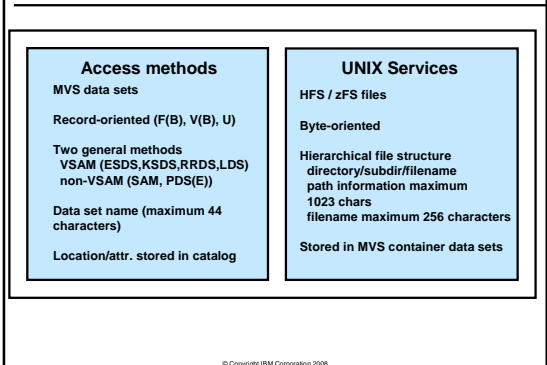 Access methods
MVS data sets
Record-oriented (F(B), V(B), U)
Two general methods
VSAM (ESDS,KSDS,RRDS,LDS)
non-VSAM (SAM, PDS(E))
Data set name (maximum 44
characters)
Location/attr. stored in catalog
UNIX Services
HFS / zFS files
Byte-oriented
Hierarchical file structure
directory/subdir/filename
path information maximum
1023 chars
filename maximum 256 characters
Stored in MVS container data sets
© Copyright IBM Corporation 2008